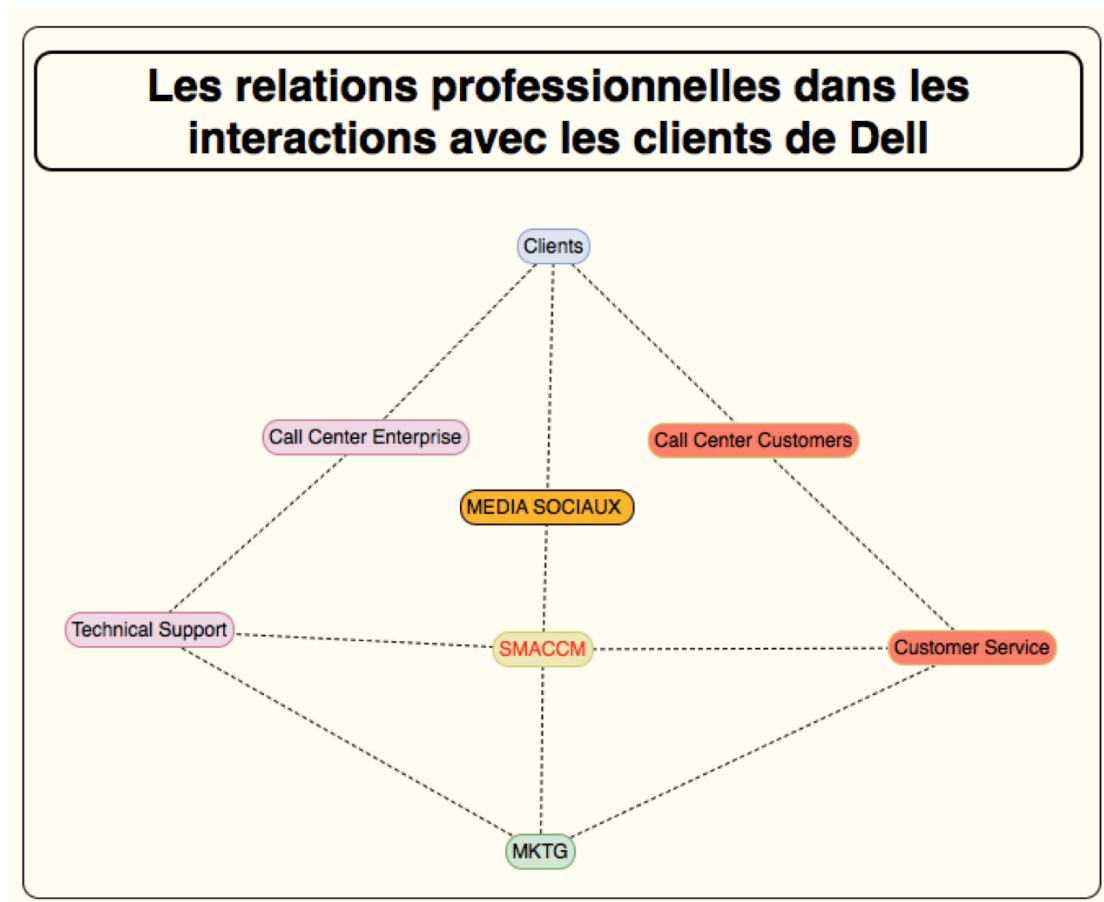 Les relations professionnelles dans les
interactions avec les clients de Dell
Clients
Call Center Enterprise
Call Center Customers
MEDIA SOCIAUX
Technical Support
SMACCM
Customer Service
MKTG